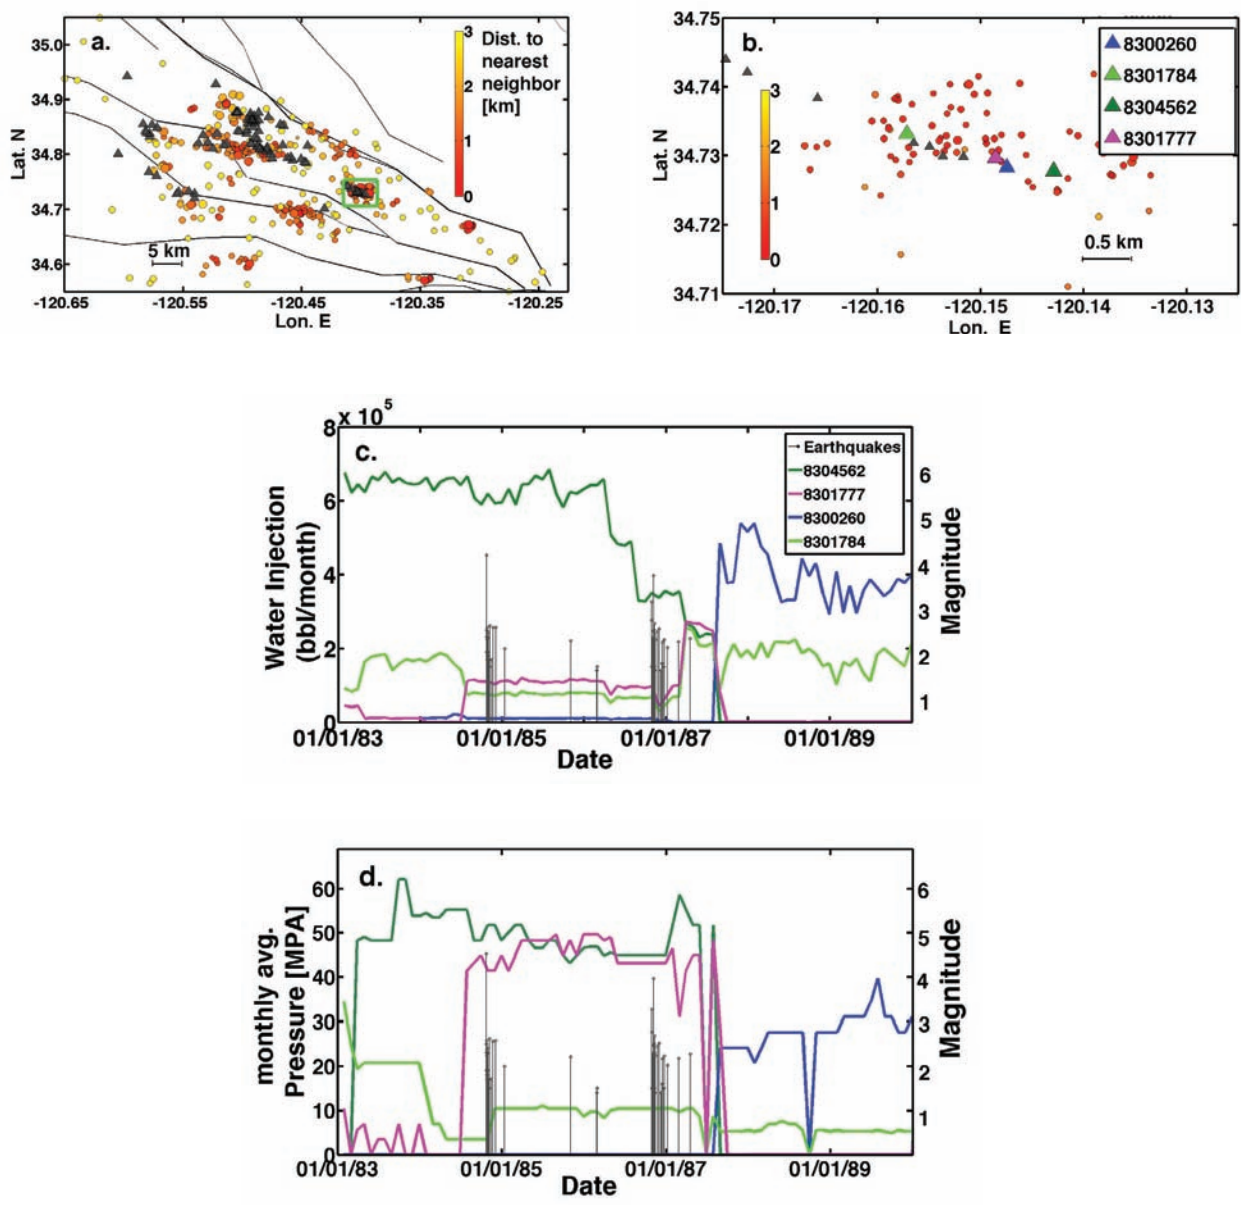 35.0
34.9
34.8
34.7
34.6
Lat. N
a.
3
2
1
0
Dist. to
nearest
neighbor
[km]
5 km
-120.65
-120.55
-120.45
-120.35
-120.25
Lon. E
34.75
34.74
34.73
34.72
34.71
Lat. N
b.
3
2
1
0
8300260
8301784
8304562
8301777
0.5 km
-120.17
-120.16
-120.15
-120.14
-120.13
Lon. E
x 10^5
8
6
4
2
0
Water Injection
(bbl/month)
c.
Earthquakes
8304562
8301777
8300260
8301784
6
5
4
3
2
1
Magnitude
01/01/83
01/01/85
01/01/87
01/01/89
Date
60
50
40
30
20
10
0
monthly avg.
Pressure [MPA]
d.
6
5
4
3
2
1
Magnitude
01/01/83
01/01/85
01/01/87
01/01/89
Date